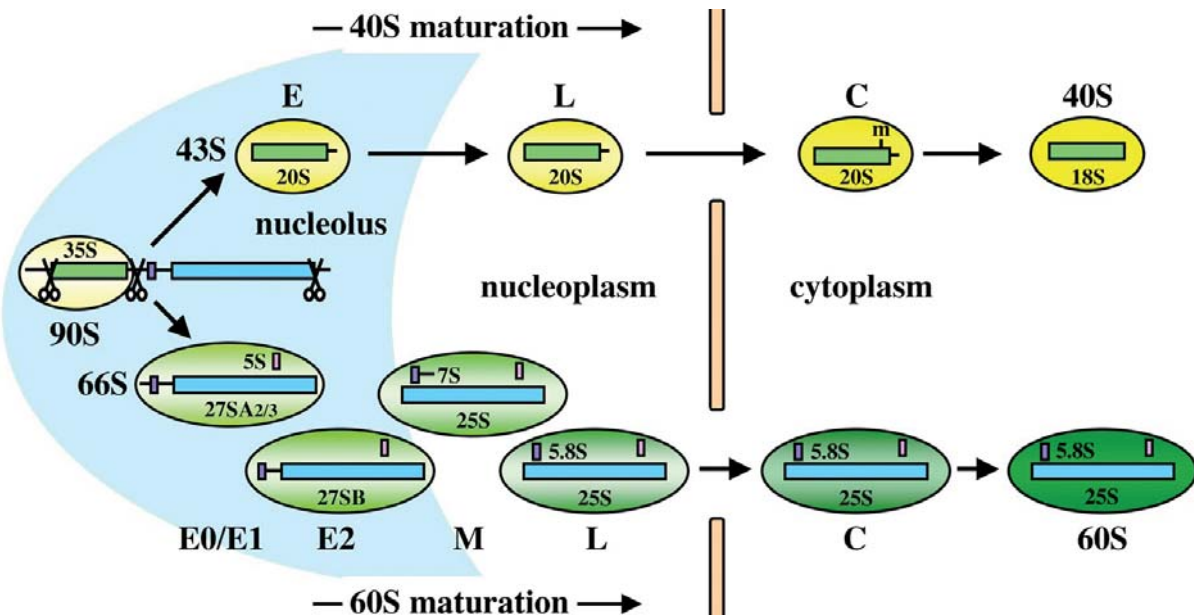 40S maturation
E
L
C
40S
43S
m
20S
20S
20S
18S
nucleolus
35S
nucleoplasm
cytoplasm
90S
66S
5S
27SA2/3
7S
25S
27SB
5.8S
25S
5.8S
25S
5.8S
25S
E0/E1
E2
M
L
C
60S
60S maturation